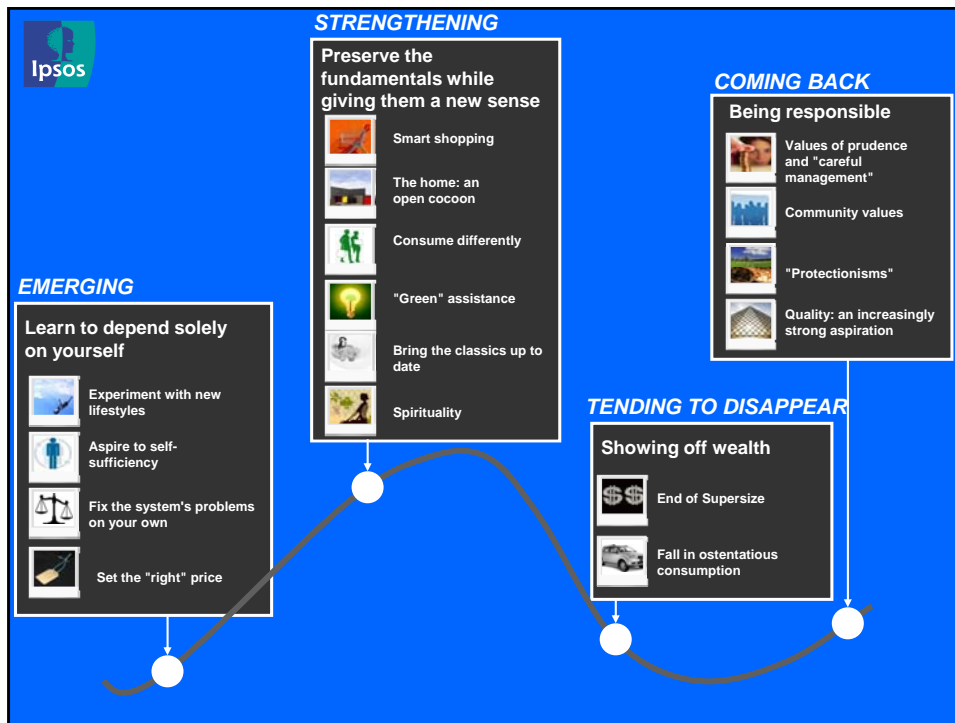 Ipsos
STRENGTHENING
Preserve the
fundamentals while
giving them a new sense
Smart shopping
The home: an
open cocoon
Consume differently
"Green" assistance
Bring the classics up to
date
Spirituality
COMING BACK
Being responsible
Values of prudence
and "careful
management"
Community values
"Protectionisms"
Quality: an increasingly
strong aspiration
EMERGING
Learn to depend solely
on yourself
Experiment with new
lifestyles
Aspire to self-
sufficiency
Fix the system's problems
on your own
Set the "right" price
TENDING TO DISAPPEAR
Showing off wealth
$$
End of Supersize
Fall in ostentatious
consumption